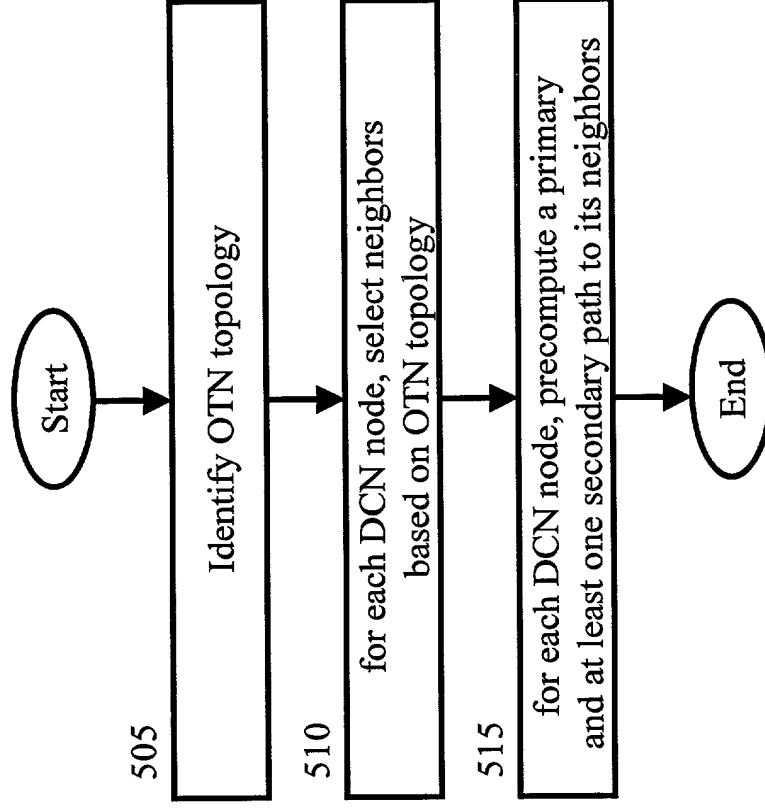 Start
505
Identify OTN topology
510
for each DCN node, select neighbors
based on OTN topology
515
for each DCN node, precompute a primary
and at least one secondary path to its neighbors
End